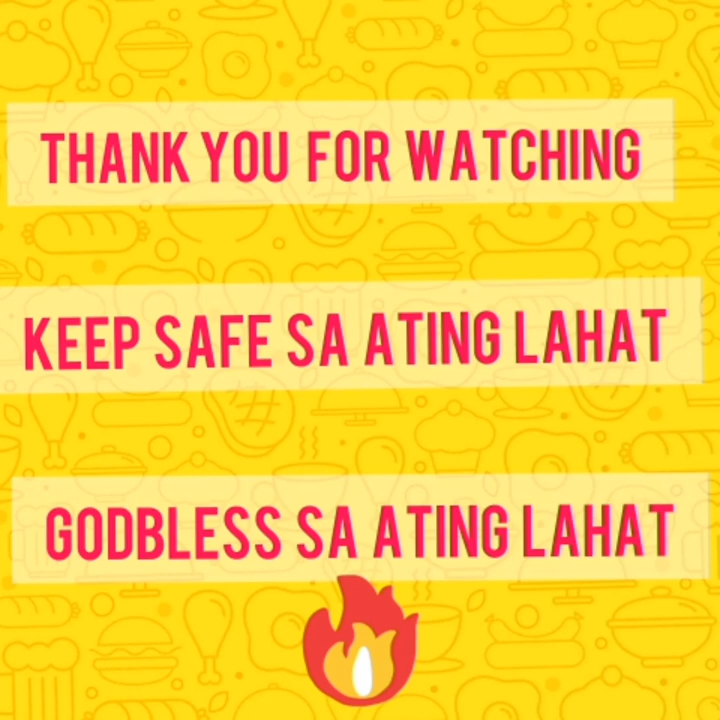 THANK YOU FOR WATCHING
KEEP SAFE SA ATING LAHAT
GODBLESS SA ATING LAHAT